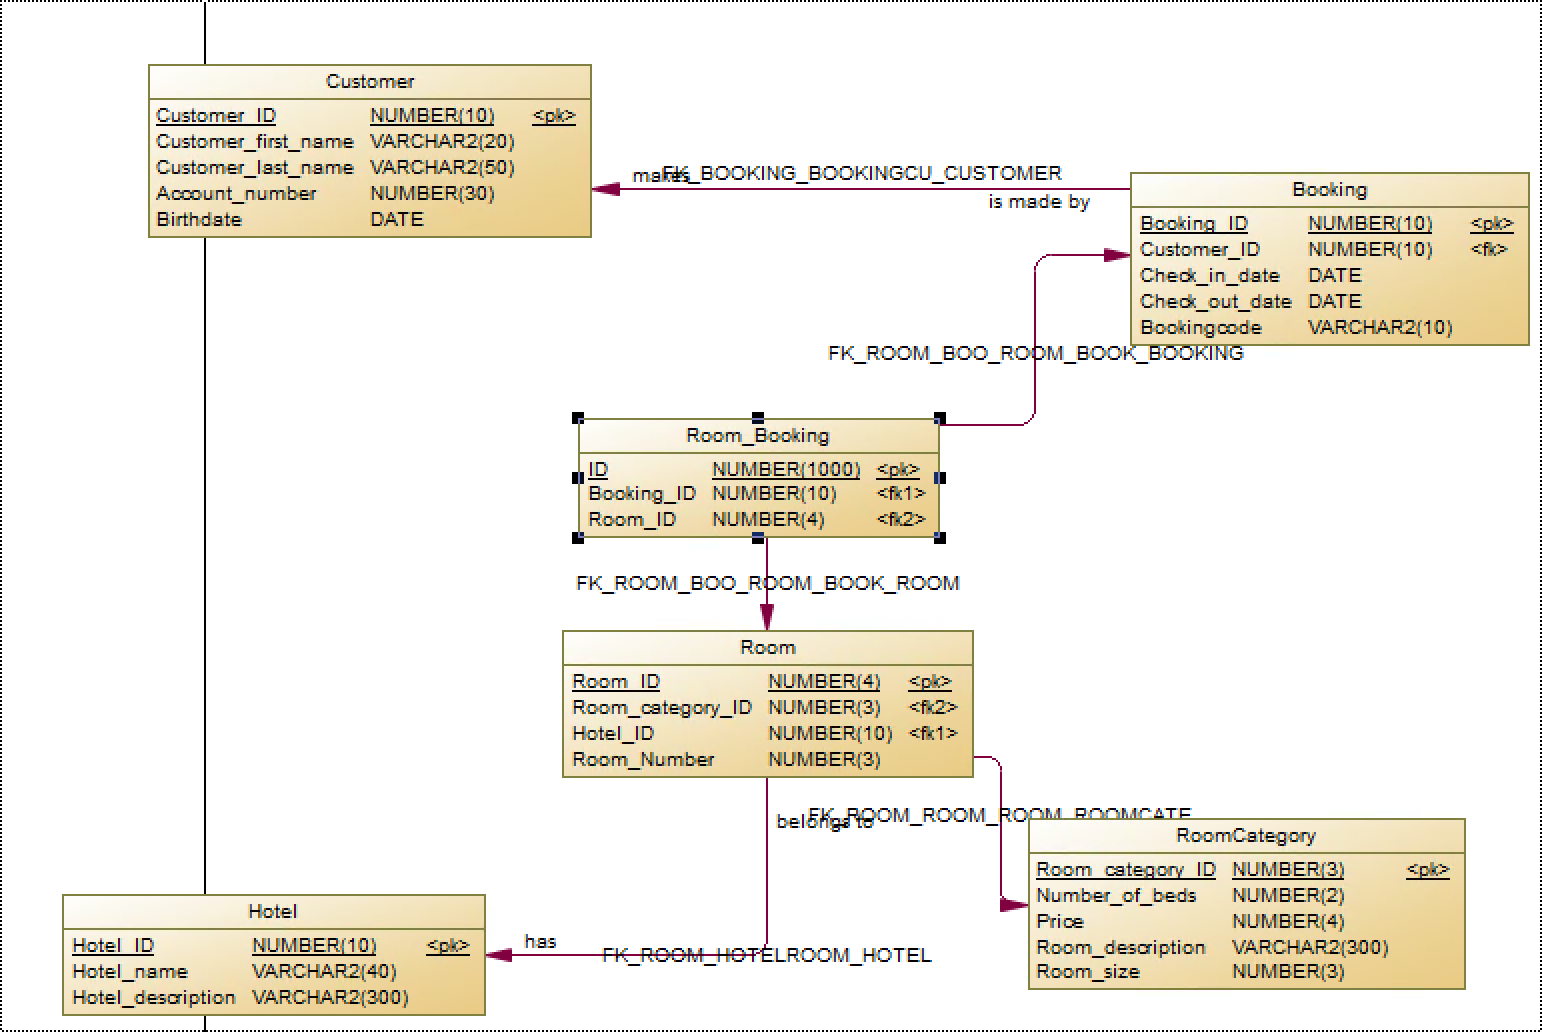 Customer
Customer_ID NUMBER(10) <pk>
Customer_first_name VARCHAR2(20)
Customer_last_name VARCHAR2(50)
Account_number NUMBER(30)
Birthdate DATE
makes FK_BOOKING_BOOKINGCU_CUSTOMER
is made by
Booking
Booking_ID NUMBER(10) <pk>
Customer_ID NUMBER(10) <fk>
Check_in_date DATE
Check_out_date DATE
Bookingcode VARCHAR2(10)
FK_ROOM_BOO_ROOM_BOOK_BOOKING
Room_Booking
ID NUMBER(1000) <pk>
Booking_ID NUMBER(10) <fk1>
Room_ID NUMBER(4) <fk2>
FK_ROOM_BOO_ROOM_BOOK_ROOM
Room
Room_ID NUMBER(4) <pk>
Room_category_ID NUMBER(3) <fk2>
Hotel_ID NUMBER(10) <fk1>
Room_Number NUMBER(3)
belongs to FK_ROOM_ROOM_ROOM_ROOMCATE
RoomCategory
Room_category_ID NUMBER(3) <pk>
Number_of_beds NUMBER(2)
Price NUMBER(4)
Room_description VARCHAR2(300)
Room_size NUMBER(3)
Hotel
Hotel_ID NUMBER(10) <pk>
Hotel_name VARCHAR2(40)
Hotel_description VARCHAR2(300)
has
FK_ROOM_HOTELROOM_HOTEL